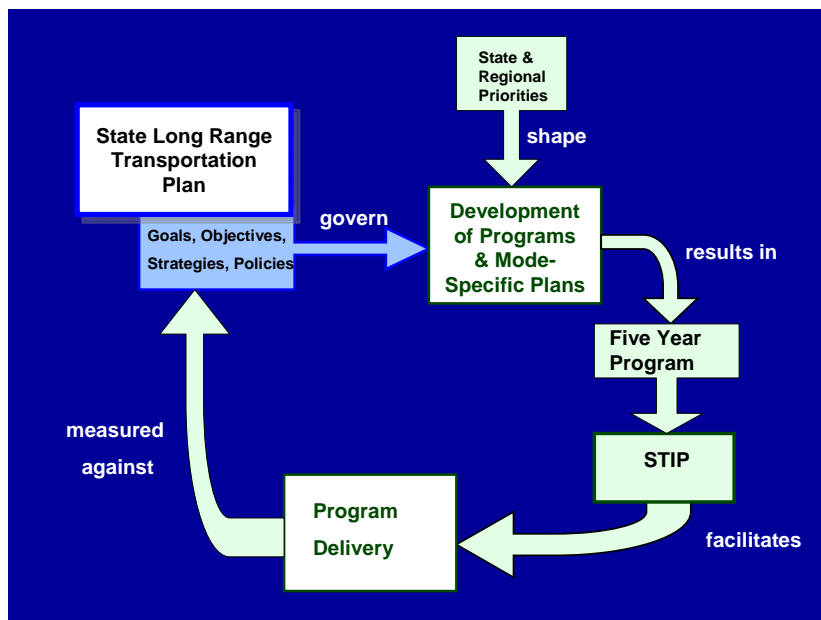 State &
Regional
Priorities
shape
State Long Range
Transportation
Plan
Goals, Objectives,
Strategies, Policies
govern
Development
of Programs
& Mode-
Specific Plans
results in
Five Year
Program
STIP
facilitates
Program
Delivery
measured
against